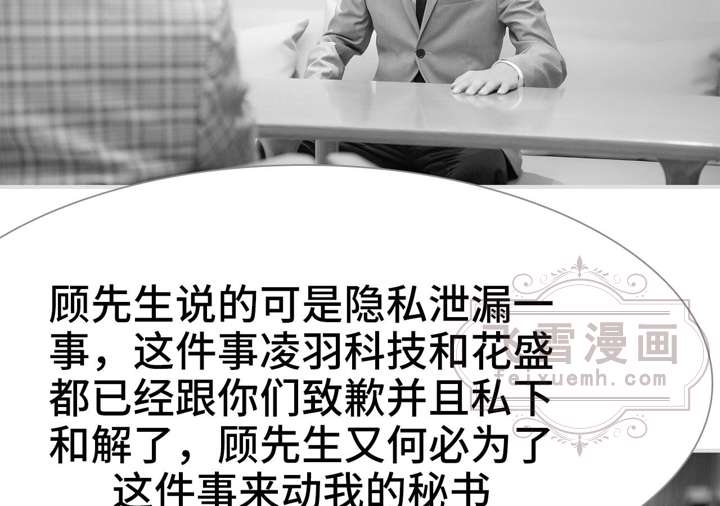 顾先生说的可是隐私泄漏一
事，这件事凌羽科技和花盛
都已经跟你们致歉并且私下
和解了，顾先生又何必为了
这件事来动我的秘书
飞雪漫画
feixuemh.com